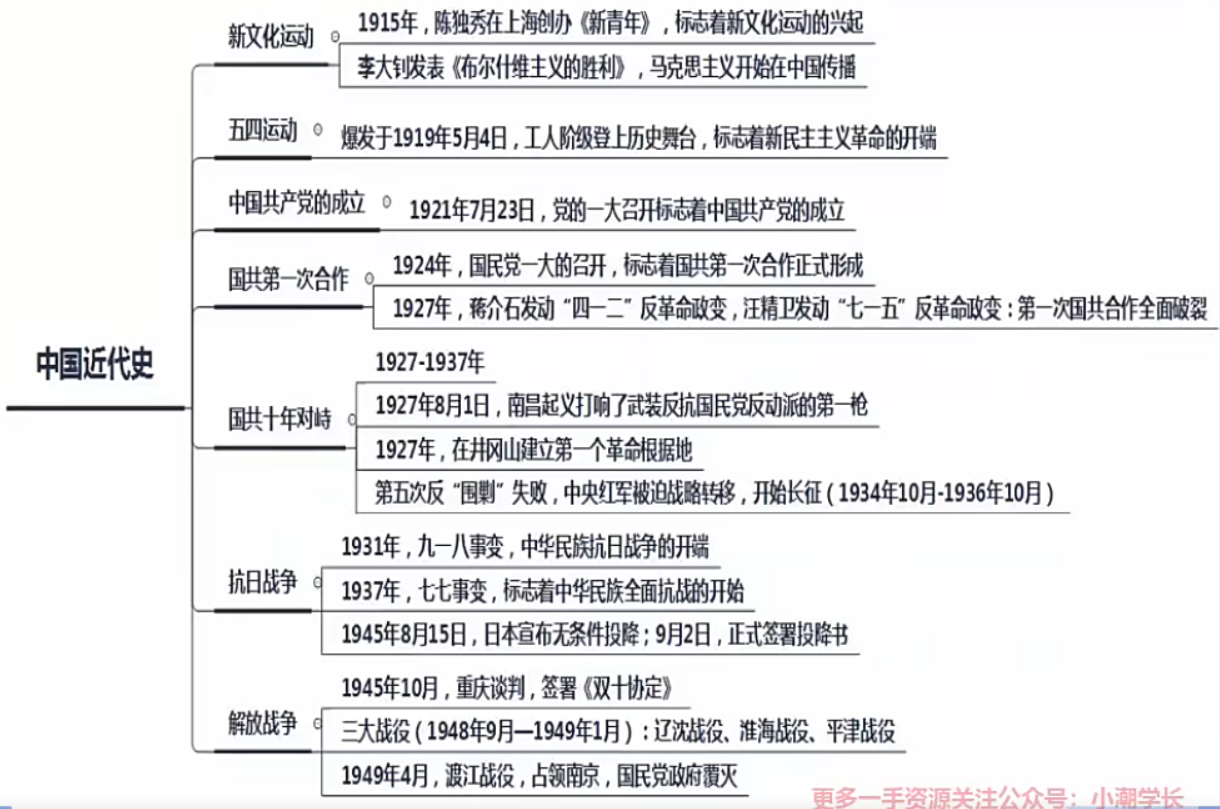 新文化运动
1915年，陈独秀在上海创办《新青年》，标志着新文化运动的兴起
李大钊发表《布尔什维主义的胜利》，马克思主义开始在中国传播
五四运动
爆发于1919年5月4日，工人阶级登上历史舞台，标志着新民主主义革命的开端
中国共产党的成立
1921年7月23日，党的一大召开标志着中国共产党的成立
国共第一次合作
1924年，国民党一大的召开，标志着国共第一次合作正式形成
1927年，蒋介石发动“四一二”反革命政变，汪精卫发动“七一五”反革命政变：第一次国共合作全面破裂
中国近代史
国共十年对峙
1927-1937年
1927年8月1日，南昌起义打响了武装反抗国民党反动派的第一枪
1927年，在井冈山建立第一个革命根据地
第五次反“围剿”失败，中央红军被迫战略转移，开始长征（1934年10月-1936年10月）
抗日战争
1931年，九一八事变，中华民族抗日战争的开端
1937年，七七事变，标志着中华民族全面抗战的开始
1945年8月15日，日本宣布无条件投降；9月2日，正式签署投降书
解放战争
1945年10月，重庆谈判，签署《双十协定》
三大战役（1948年9月—1949年1月）：辽沈战役、淮海战役、平津战役
1949年4月，渡江战役，占领南京，国民党政府覆灭
更多一手资源关注公众号：小潮学长